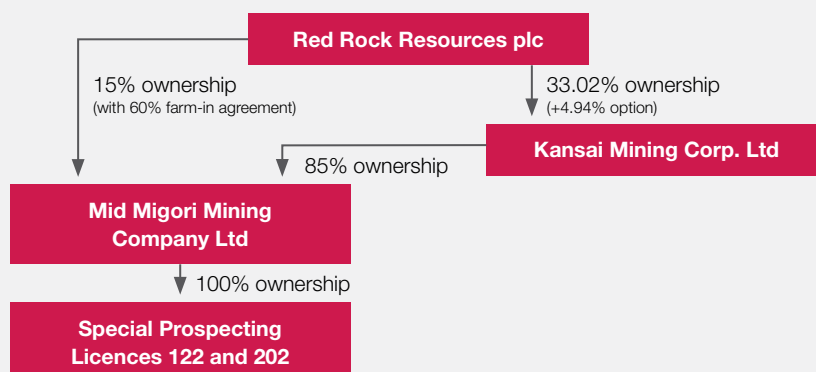 Red Rock Resources plc
15% ownership
(with 60% farm-in agreement)
33.02% ownership
(+4.94% option)
Kansai Mining Corp. Ltd
85% ownership
Mid Migori Mining
Company Ltd
100% ownership
Special Prospecting
Licences 122 and 202